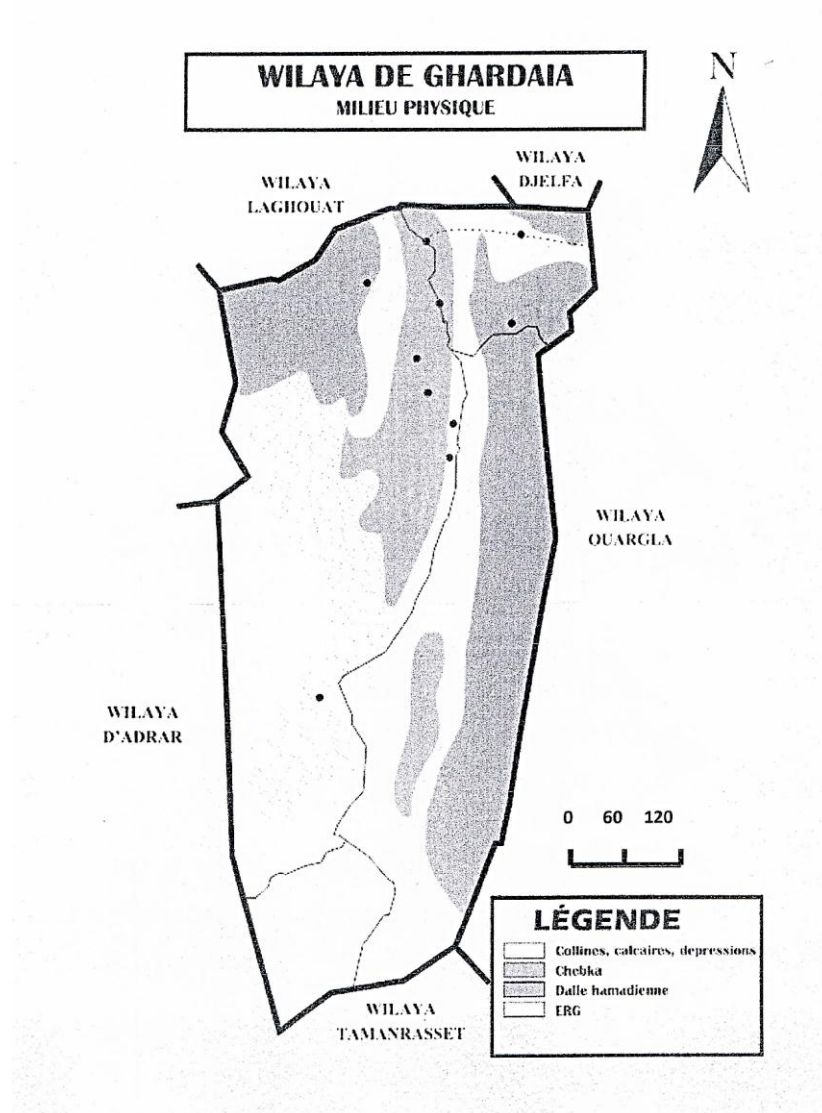 WILAYA DE GHARDAIA
MILIEU PHYSIQUE
N
WILAYA
DJELFA
WILAYA
LAGHOUAT
WILAYA
OUARGLA
WILAYA
D'ADRAR
0 60 120
LÉGENDE
Collines, calcaires, depressions
Chebka
Dalle hamadienne
ERG
WILAYA
TAMANRASSET